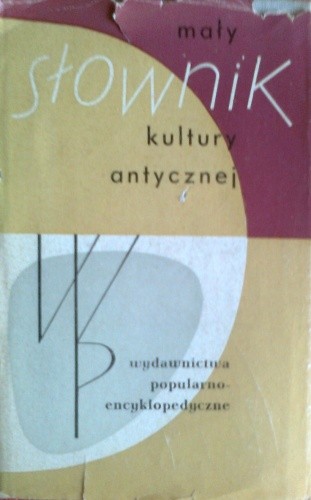 mały
słownik
kultury
antycznej
wydawnictwa
popularno-
encyklopedyczne